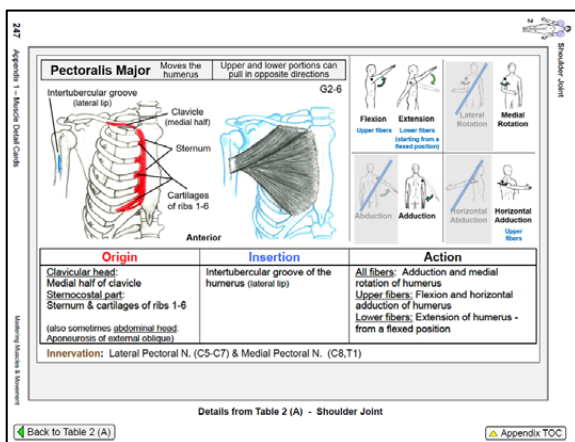 247
Appendix 1 – Muscle Detail Cards
Mastering Muscles & Movement
2
Shoulder Joint
Pectoralis Major
Moves the
humerus
Upper and lower portions can
pull in opposite directions
G2-6
Intertubercular groove
(lateral lip)
Clavicle
(medial half)
Sternum
Cartilages
of ribs 1-6
Anterior
Flexion
Upper fibers
Extension
Lower fibers
(starting from a
flexed position)
Lateral
Rotation
Medial
Rotation
Abduction
Adduction
Horizontal
Abduction
Horizontal
Adduction
Upper
fibers
Origin
Clavicular head:
Medial half of clavicle
Sternocostal part:
Sternum & cartilages of ribs 1-6
(also sometimes abdominal head:
Aponeurosis of external oblique)
Insertion
Intertubercular groove of the
humerus (lateral lip)
Action
All fibers: Adduction and medial
rotation of humerus
Upper fibers: Flexion and horizontal
adduction of humerus
Lower fibers: Extension of humerus -
from a flexed position
Innervation: Lateral Pectoral N. (C5-C7) & Medial Pectoral N. (C8,T1)
Details from Table 2 (A) - Shoulder Joint
Back to Table 2 (A)
Appendix TOC